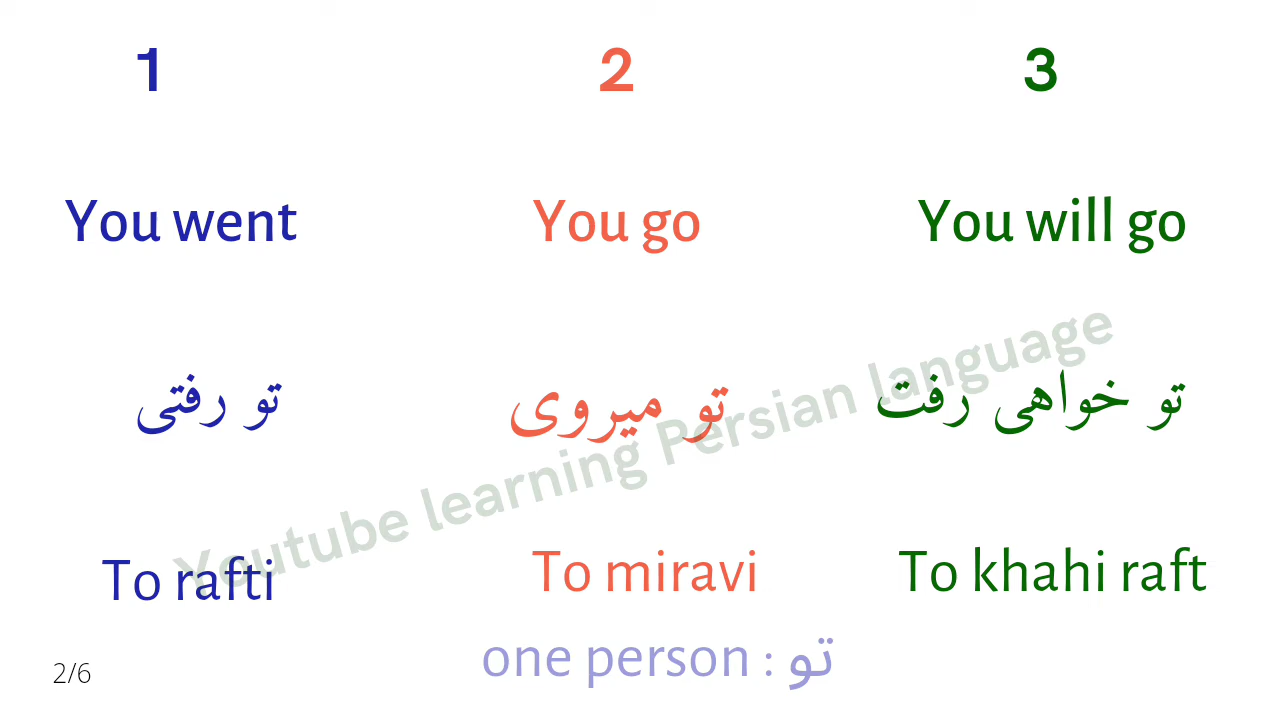 1 2 3
You went You go You will go
تو رفتی تو میروی تو خواهی رفت
Youtube learning Persian language
To rafti To miravi To khahi raft
one person : تو
2/6